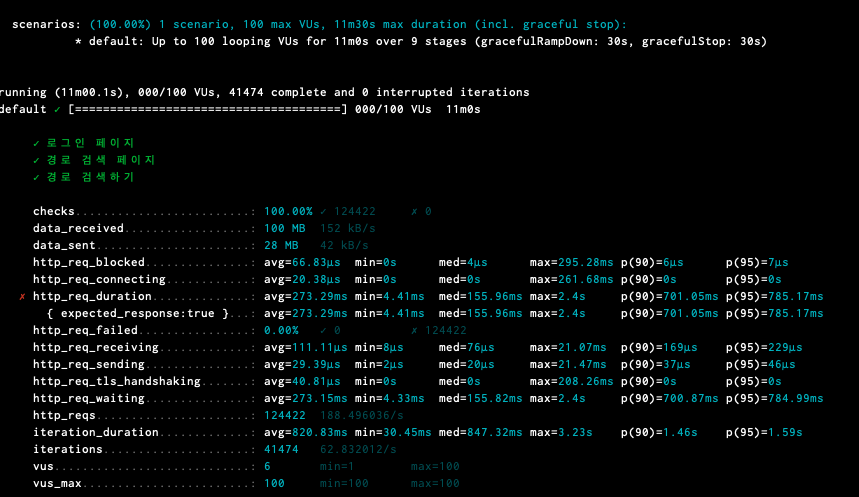 scenarios: (100.00%) 1 scenario, 100 max VUs, 11m30s max duration (incl. graceful stop):
* default: Up to 100 looping VUs for 11m0s over 9 stages (gracefulRampDown: 30s, gracefulStop: 30s)
running (11m00.1s), 000/100 VUs, 41474 complete and 0 interrupted iterations
default ✓ [======================================] 000/100 VUs  11m0s
✓ 로그인 페이지
✓ 경로 검색 페이지
✓ 경로 검색하기
checks.........................: 100.00% ✓ 124422     ✗ 0
data_received..................: 100 MB  152 kB/s
data_sent......................: 28 MB   42 kB/s
http_req_blocked...............: avg=66.83µs  min=0s      med=4µs      max=295.28ms p(90)=6µs      p(95)=7µs
http_req_connecting............: avg=20.38µs  min=0s      med=0s       max=261.68ms p(90)=0s       p(95)=0s
✗ http_req_duration..............: avg=273.29ms min=4.41ms  med=155.96ms max=2.4s     p(90)=701.05ms p(95)=785.17ms
{ expected_response:true }...: avg=273.29ms min=4.41ms  med=155.96ms max=2.4s     p(90)=701.05ms p(95)=785.17ms
http_req_failed................: 0.00%   ✓ 0          ✗ 124422
http_req_receiving.............: avg=111.11µs min=8µs     med=76µs     max=21.07ms  p(90)=169µs    p(95)=229µs
http_req_sending...............: avg=29.39µs  min=2µs     med=20µs     max=21.47ms  p(90)=37µs     p(95)=46µs
http_req_tls_handshaking.......: avg=40.81µs  min=0s      med=0s       max=208.26ms p(90)=0s       p(95)=0s
http_req_waiting...............: avg=273.15ms min=4.33ms  med=155.82ms max=2.4s     p(90)=700.87ms p(95)=784.99ms
http_reqs......................: 124422  188.496036/s
iteration_duration.............: avg=820.83ms min=30.45ms med=847.32ms max=3.23s    p(90)=1.46s    p(95)=1.59s
iterations.....................: 41474   62.832012/s
vus............................: 6       min=1        max=100
vus_max........................: 100     min=100      max=100